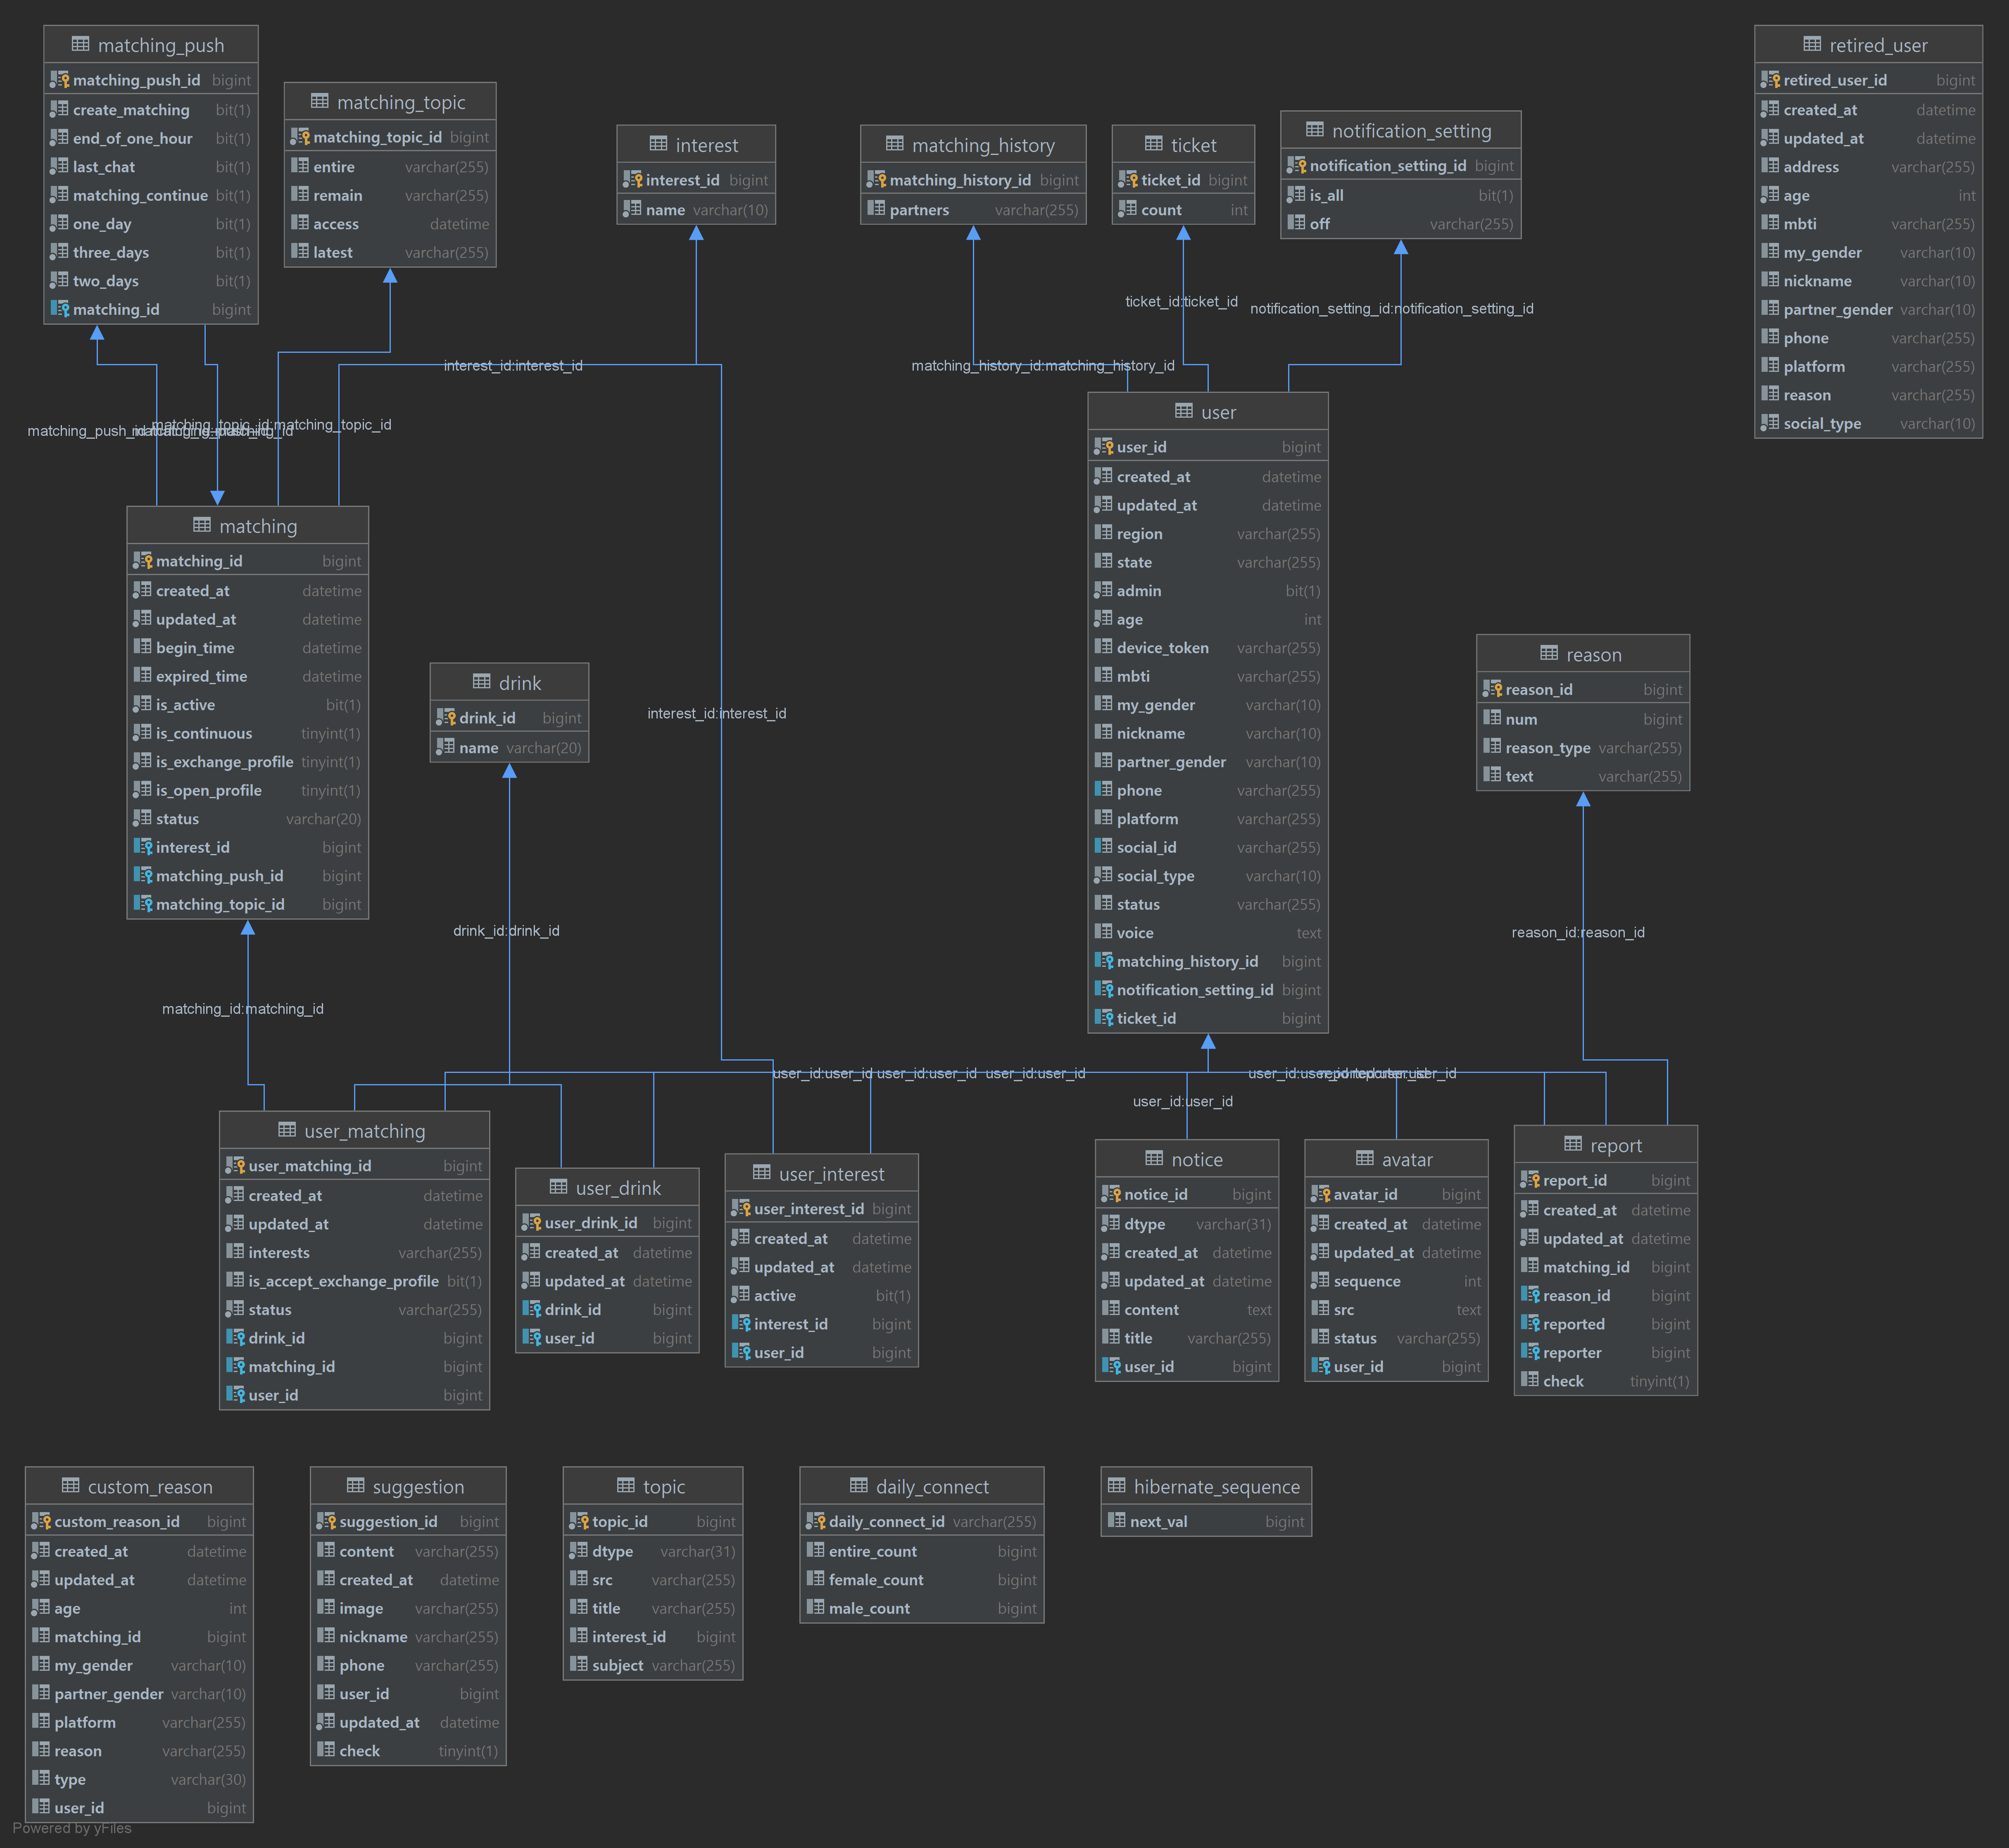 matching_push
matching_push_id bigint
create_matching bit(1)
end_of_one_hour bit(1)
last_chat bit(1)
matching_continue bit(1)
one_day bit(1)
three_days bit(1)
two_days bit(1)
matching_id bigint
matching_topic
matching_topic_id bigint
entire varchar(255)
remain varchar(255)
access datetime
latest varchar(255)
interest
interest_id bigint
name varchar(10)
matching_history
matching_history_id bigint
partners varchar(255)
ticket
ticket_id bigint
count int
notification_setting
notification_setting_id bigint
is_all bit(1)
off varchar(255)
retired_user
retired_user_id bigint
created_at datetime
updated_at datetime
address varchar(255)
age int
mbti varchar(255)
my_gender varchar(10)
nickname varchar(10)
partner_gender varchar(10)
phone varchar(255)
platform varchar(255)
reason varchar(255)
social_type varchar(10)
ticket_id:ticket_id
notification_setting_id:notification_setting_id
interest_id:interest_id
matching_history_id:matching_history_id
matching_topic_id:matching_topic_id
user
user_id bigint
created_at datetime
updated_at datetime
region varchar(255)
state varchar(255)
admin bit(1)
age int
device_token varchar(255)
mbti varchar(255)
my_gender varchar(10)
nickname varchar(10)
partner_gender varchar(10)
phone varchar(255)
platform varchar(255)
social_id varchar(255)
social_type varchar(10)
status varchar(255)
voice text
matching_history_id bigint
notification_setting_id bigint
ticket_id bigint
matching
matching_id bigint
created_at datetime
updated_at datetime
begin_time datetime
expired_time datetime
is_active bit(1)
is_continuous tinyint(1)
is_exchange_profile tinyint(1)
is_open_profile tinyint(1)
status varchar(20)
interest_id bigint
matching_push_id bigint
matching_topic_id bigint
drink
drink_id bigint
name varchar(20)
interest_id:interest_id
reason
reason_id bigint
num bigint
reason_type varchar(255)
text varchar(255)
drink_id:drink_id
reason_id:reason_id
matching_id:matching_id
user_id:user_id
user_id:user_id
user_id:user_id
user_id:user_id
user_matching
user_matching_id bigint
created_at datetime
updated_at datetime
interests varchar(255)
is_accept_exchange_profile bit(1)
status varchar(255)
drink_id bigint
matching_id bigint
user_id bigint
user_drink
user_drink_id bigint
created_at datetime
updated_at datetime
drink_id bigint
user_id bigint
user_interest
user_interest_id bigint
created_at datetime
updated_at datetime
active bit(1)
interest_id bigint
user_id bigint
notice
notice_id bigint
dtype varchar(31)
created_at datetime
updated_at datetime
content text
title varchar(255)
user_id bigint
avatar
avatar_id bigint
created_at datetime
updated_at datetime
sequence int
src text
status varchar(255)
user_id bigint
report
report_id bigint
created_at datetime
updated_at datetime
matching_id bigint
reason_id bigint
reported bigint
reporter bigint
check tinyint(1)
custom_reason
custom_reason_id bigint
created_at datetime
updated_at datetime
age int
matching_id bigint
my_gender varchar(10)
partner_gender varchar(10)
platform varchar(255)
reason varchar(255)
type varchar(30)
user_id bigint
suggestion
suggestion_id bigint
content varchar(255)
created_at datetime
image varchar(255)
nickname varchar(255)
phone varchar(255)
user_id bigint
updated_at datetime
check tinyint(1)
topic
topic_id bigint
dtype varchar(31)
src varchar(255)
title varchar(255)
interest_id bigint
subject varchar(255)
daily_connect
daily_connect_id varchar(255)
entire_count bigint
female_count bigint
male_count bigint
hibernate_sequence
next_val bigint
Powered by yFiles